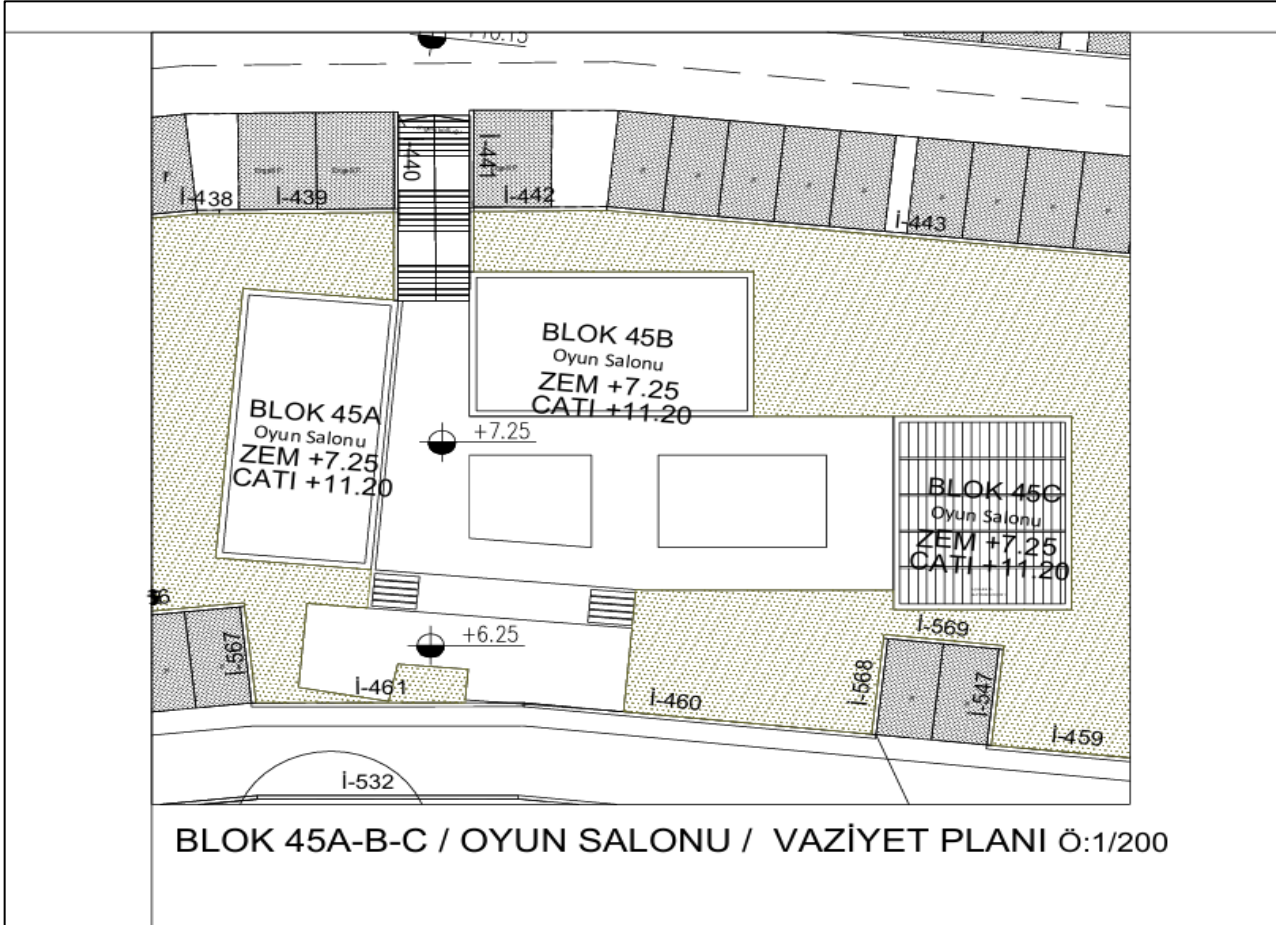 +10.15
İ-438
İ-439
İ-440
İ-441
İ-442
İ-443
BLOK 45B
Oyun Salonu
ZEM +7.25
CATI +11.20
BLOK 45A
Oyun Salonu
ZEM +7.25
CATI +11.20
+7.25
BLOK 45C
Oyun Salonu
ZEM +7.25
CATI +11.20
+6.25
İ-567
İ-461
İ-460
İ-568
İ-569
İ-547
İ-459
İ-532
BLOK 45A-B-C / OYUN SALONU / VAZİYET PLANI Ö:1/200